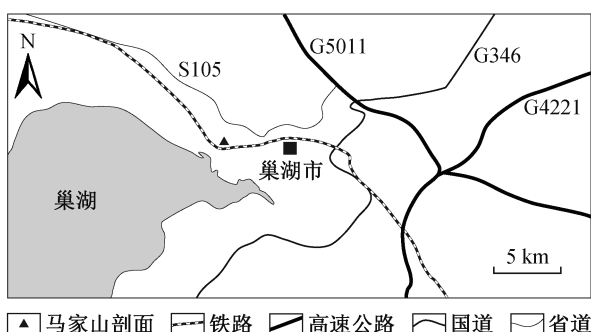 N
S105
G5011
G346
G4221
巢湖市
巢湖
5 km
马家山剖面 铁路 高速公路 国道 省道